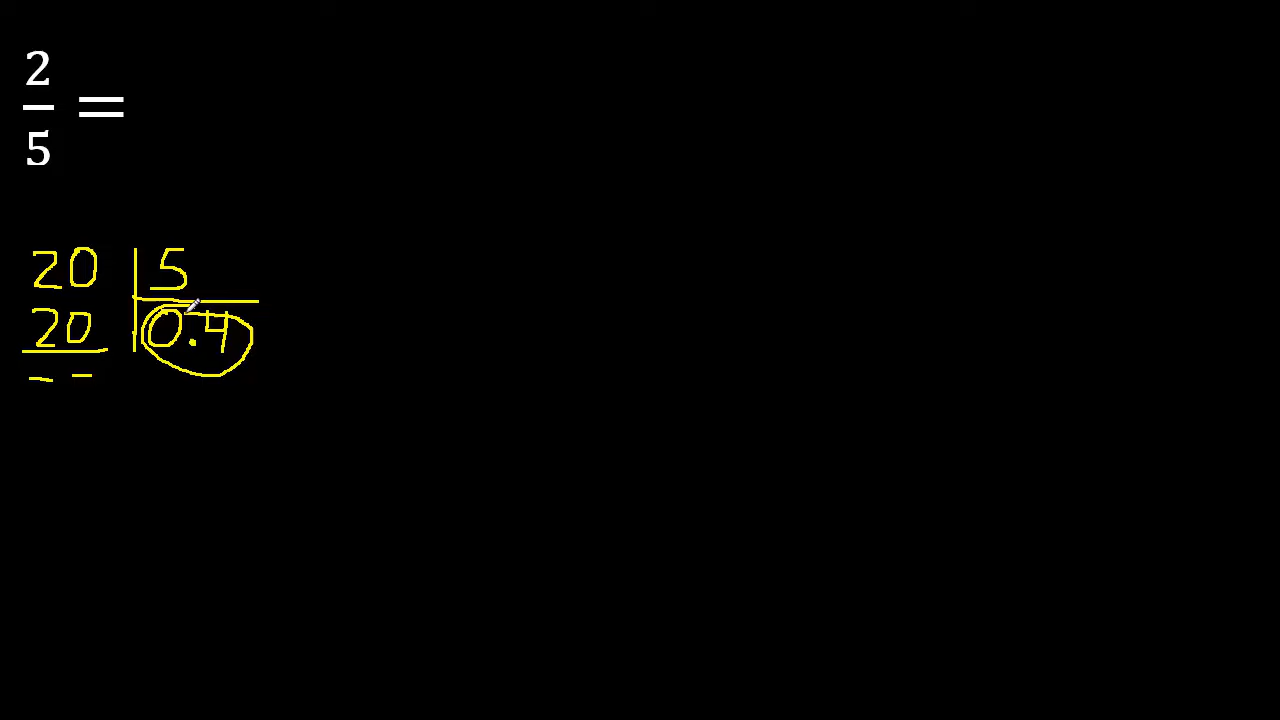 2/5 =
20 | 5
20 | 0.4
– –